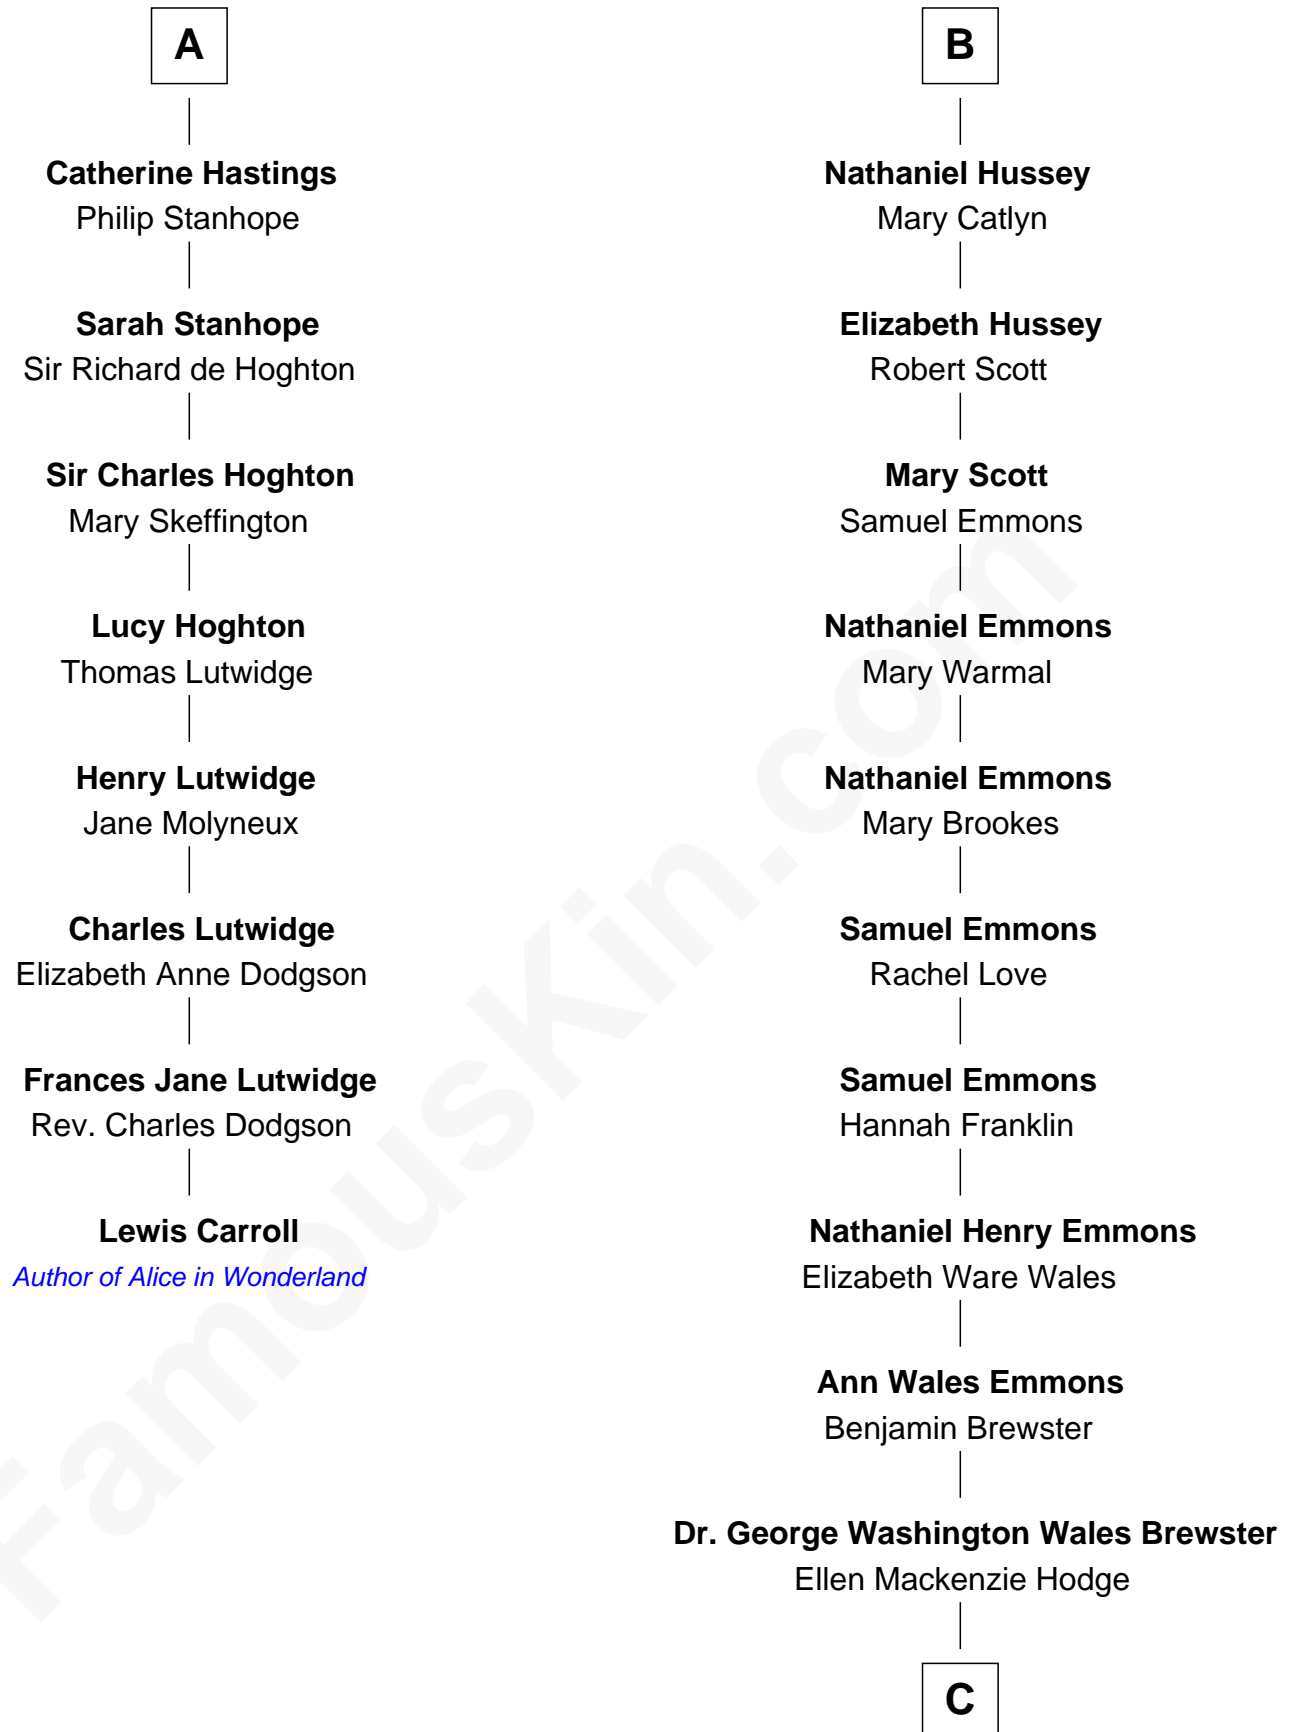 A
Catherine Hastings
Philip Stanhope
Sarah Stanhope
Sir Richard de Hoghton
Sir Charles Hoghton
Mary Skeffington
Lucy Hoghton
Thomas Lutwidge
Henry Lutwidge
Jane Molyneux
Charles Lutwidge
Elizabeth Anne Dodgson
Frances Jane Lutwidge
Rev. Charles Dodgson
Lewis Carroll
Author of Alice in Wonderland
B
Nathaniel Hussey
Mary Catlyn
Elizabeth Hussey
Robert Scott
Mary Scott
Samuel Emmons
Nathaniel Emmons
Mary Warmal
Nathaniel Emmons
Mary Brookes
Samuel Emmons
Rachel Love
Samuel Emmons
Hannah Franklin
Nathaniel Henry Emmons
Elizabeth Ware Wales
Ann Wales Emmons
Benjamin Brewster
Dr. George Washington Wales Brewster
Ellen Mackenzie Hodge
C
FamousKin.com